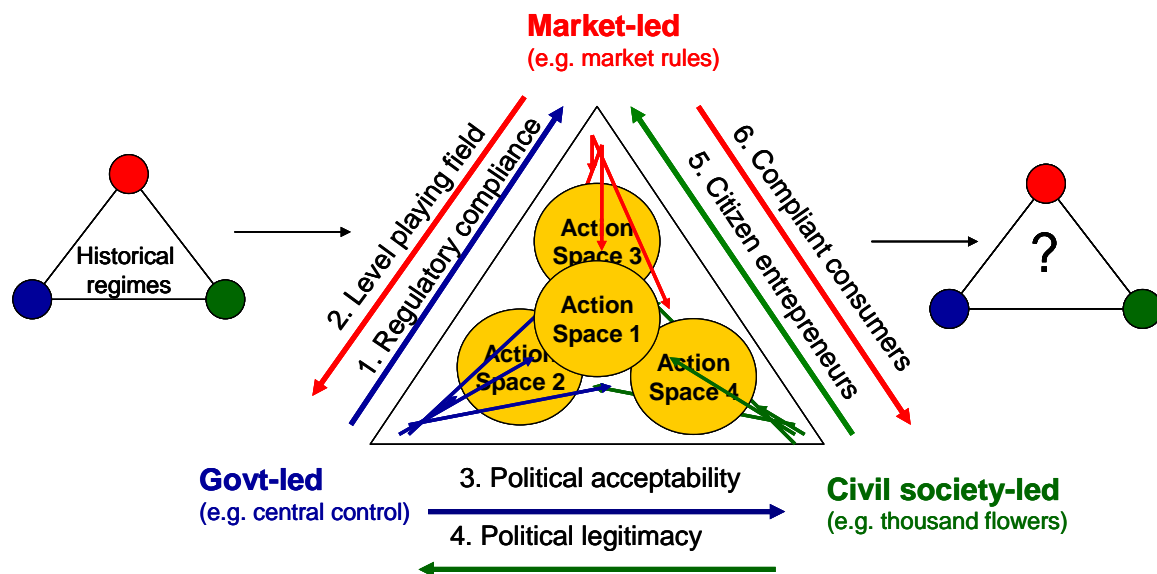 Market-led
(e.g. market rules)
2. Level playing field
1. Regulatory compliance
5. Citizen entrepreneurs
6. Compliant consumers
Historical
regimes
Action
Space 3
Action
Space 1
Action
Space 2
Action
Space 4
?
Govt-led
(e.g. central control)
3. Political acceptability
4. Political legitimacy
Civil society-led
(e.g. thousand flowers)